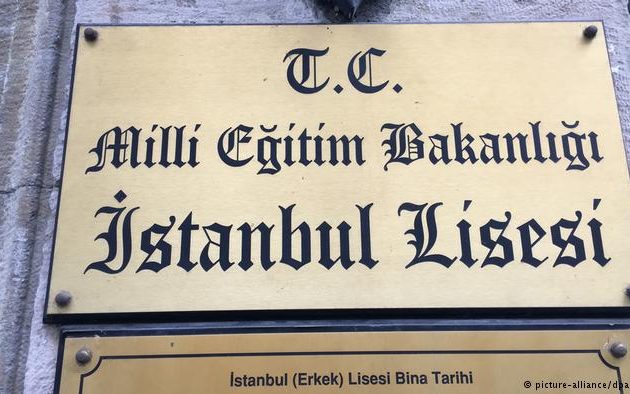 T.C.
Milli Eğitim Bakanlığı
İstanbul Lisesi
İstanbul (Erkek) Lisesi Bina Tarihi
© picture-alliance/dpa